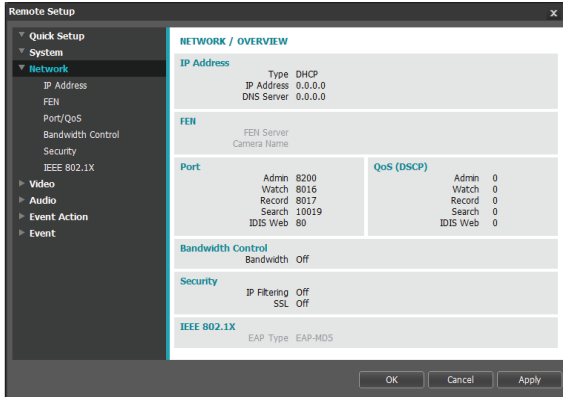 Remote Setup x
Quick Setup
System
Network
IP Address
FEN
Port/QoS
Bandwidth Control
Security
IEEE 802.1X
Video
Audio
Event Action
Event
NETWORK / OVERVIEW
IP Address
Type DHCP
IP Address 0.0.0.0
DNS Server 0.0.0.0
FEN
FEN Server
Camera Name
Port
Admin 8200
Watch 8016
Record 8017
Search 10019
IDIS Web 80
QoS (DSCP)
Admin 0
Watch 0
Record 0
Search 0
IDIS Web 0
Bandwidth Control
Bandwidth Off
Security
IP Filtering Off
SSL Off
IEEE 802.1X
EAP Type EAP-MD5
OK Cancel Apply